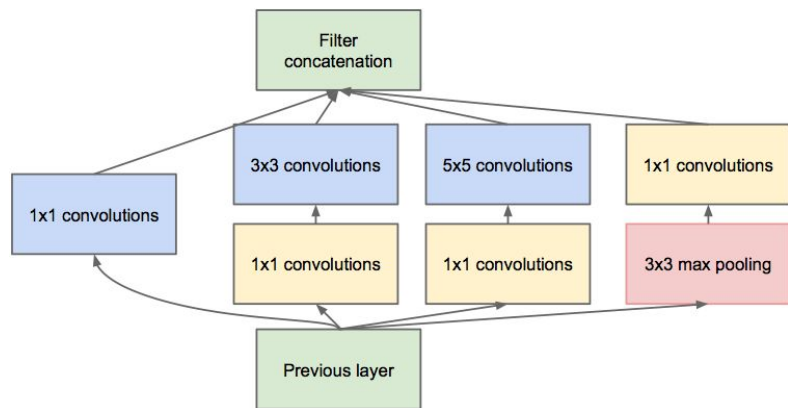 Filter
concatenation
3x3 convolutions
5x5 convolutions
1x1 convolutions
1x1 convolutions
1x1 convolutions
1x1 convolutions
3x3 max pooling
Previous layer